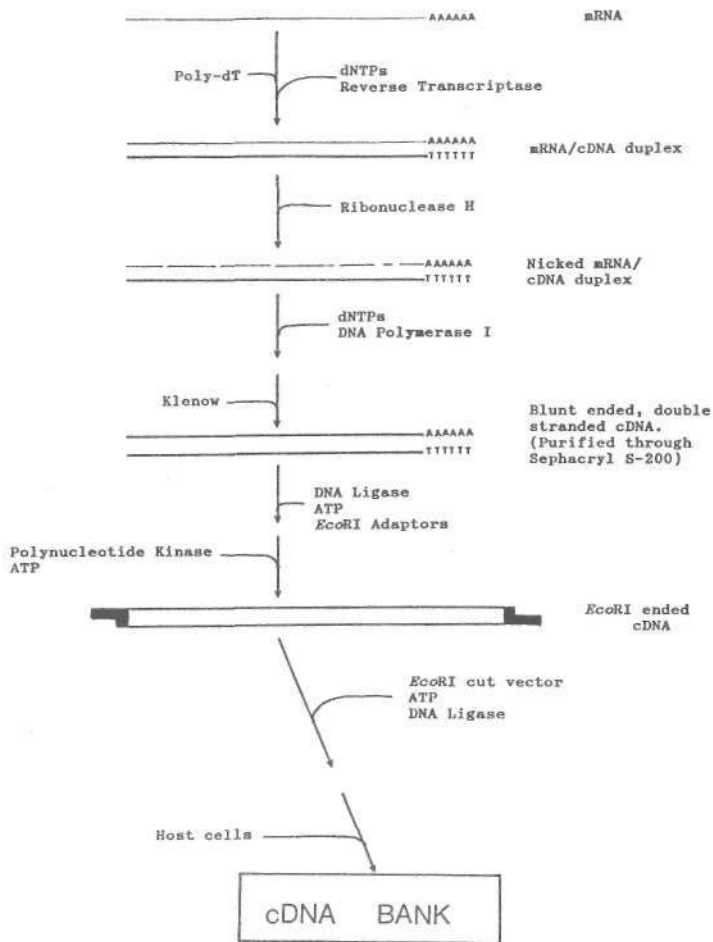 AAAAAA mRNA
Poly-dT
dNTPs
Reverse Transcriptase
AAAAAA
TTTTTT
mRNA/cDNA duplex
Ribonuclease H
AAAAAA
TTTTTT
Nicked mRNA/
cDNA duplex
dNTPs
DNA Polymerase I
Klenow
AAAAAA
TTTTTT
Blunt ended, double
stranded cDNA.
(Purified through
Sephacryl S-200)
DNA Ligase
ATP
EcoRI Adaptors
Polynucleotide Kinase
ATP
EcoRI ended
cDNA
EcoRI cut vector
ATP
DNA Ligase
Host cells
cDNA BANK